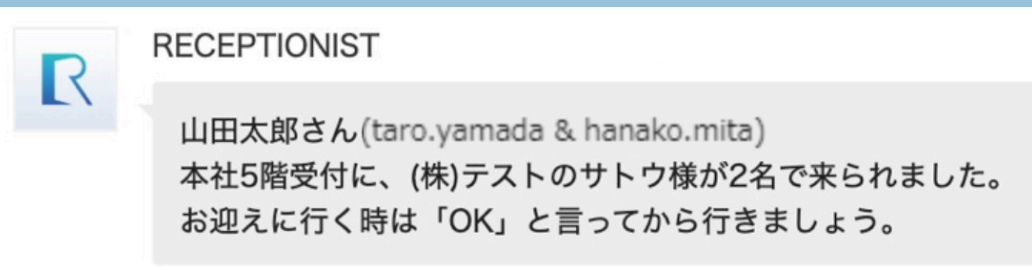 RECEPTIONIST
山田太郎さん(taro.yamada & hanako.mita)
本社5階受付に、(株)テストのサトウ様が2名で来られました。
お迎えに行く時は「OK」と言ってから行きましょう。